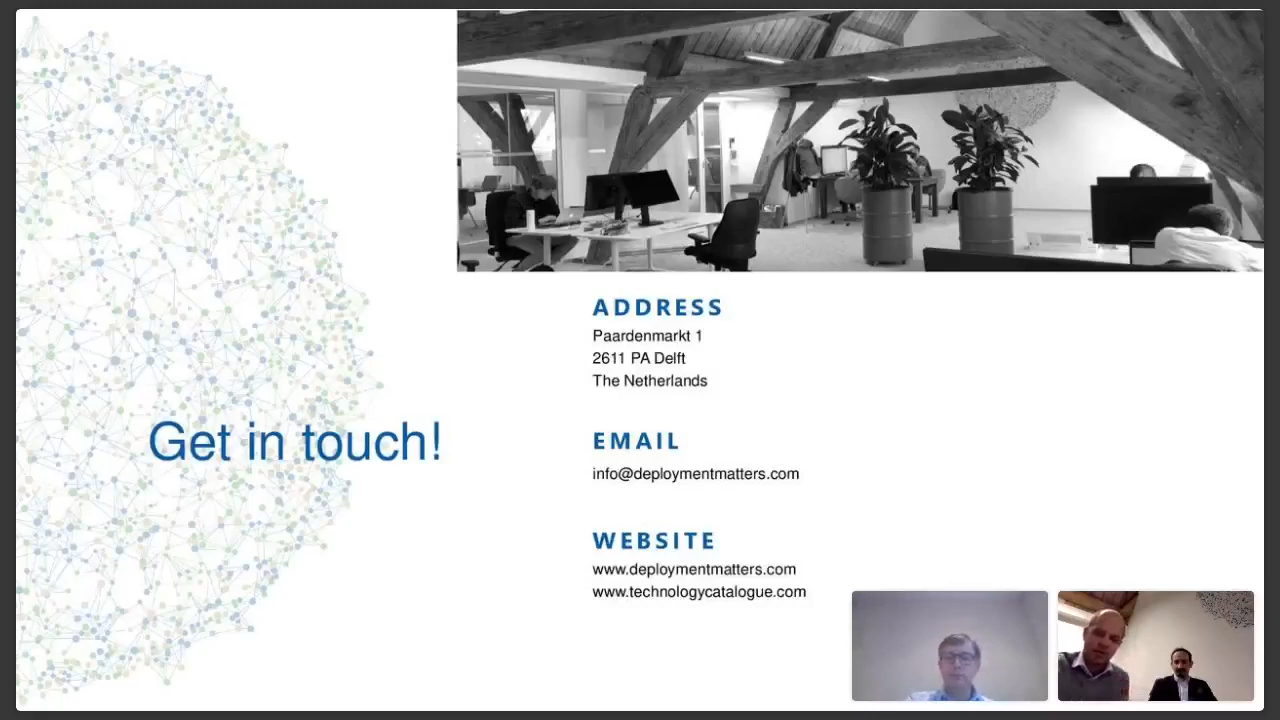 Get in touch!
ADDRESS
Paardenmarkt 1
2611 PA Delft
The Netherlands
EMAIL
info@deploymentmatters.com
WEBSITE
www.deploymentmatters.com
www.technologycatalogue.com